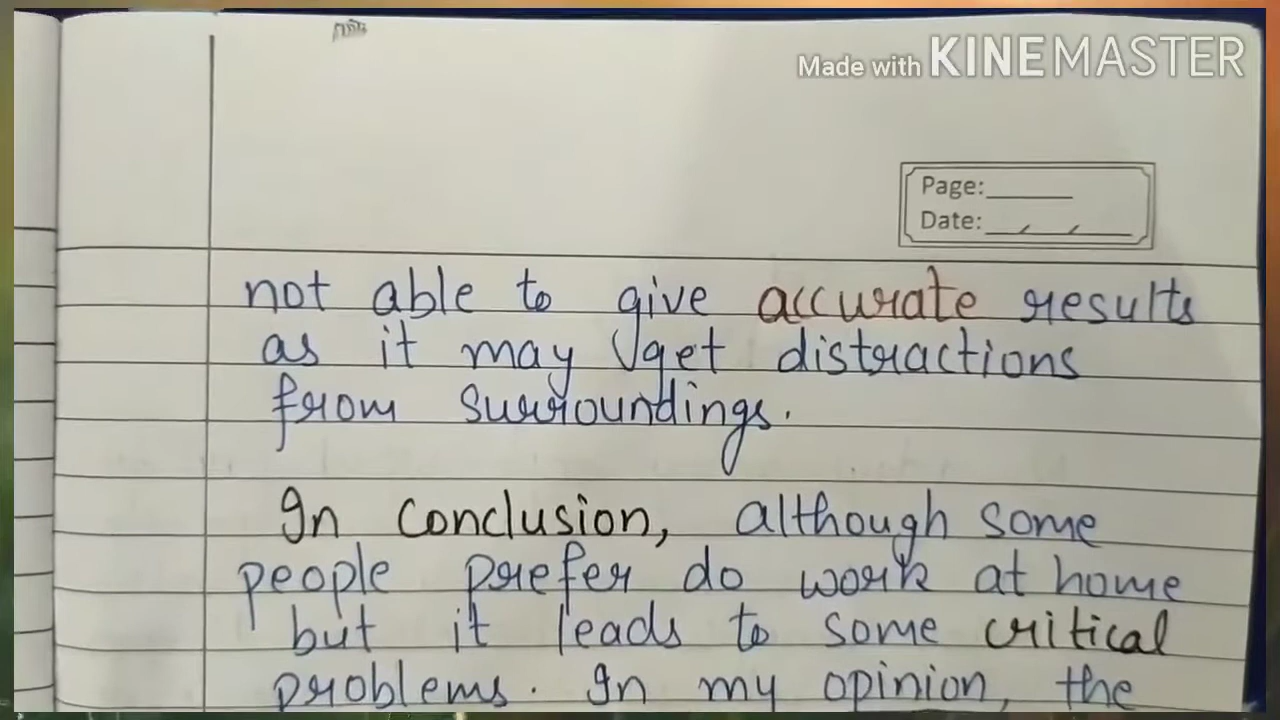 Made with KINEMASTER
Page:
Date:
not able to give accurate results
as it may get distractions
from surroundings.
In Conclusion, although some
people prefer do work at home
but it leads to some critical
problems. In my opinion, the